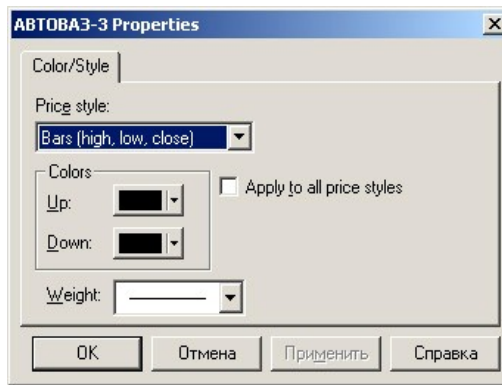 АВТОВАЗ-3 Properties
Color/Style
Price style:
Bars (high, low, close)
Colors
Up:
Apply to all price styles
Down:
Weight:
OK Отмена Применить Справка